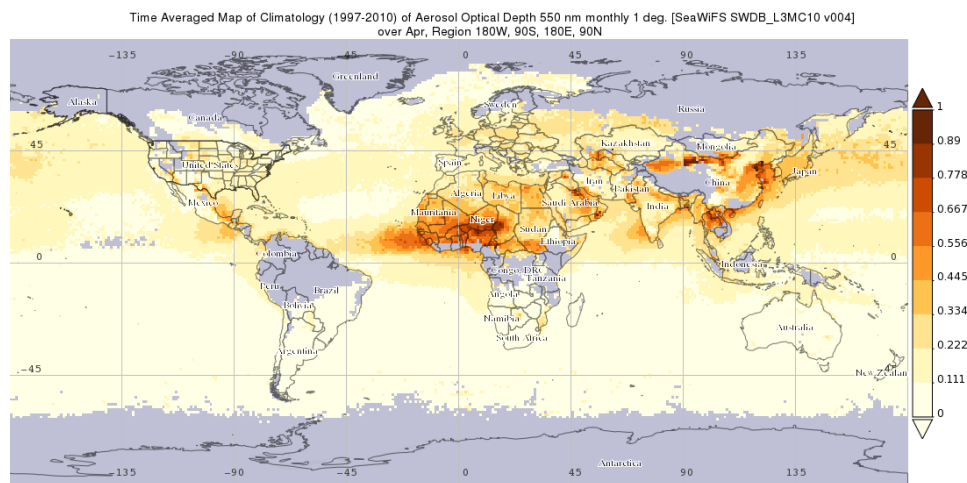 Time Averaged Map of Climatology (1997-2010) of Aerosol Optical Depth 550 nm monthly 1 deg. [SeaWiFS SWDB_L3MC10 v004]
over Apr, Region 180W, 90S, 180E, 90N
-135 -90 -45 0 45 90 135
Greenland
Alaska
Sweden
Russia
Canada
45 45
Kazakhstan
Mongolia
United States
Spain
Japan
Iran
China
Algeria
Libya
Pakistan
Mexico
Saudi Arabia
India
Mauritania
Niger
Sudan
Ethiopia
Colombia
0 0
Indonesia
Congo, DRC
Tanzania
Peru
Brazil
Angola
Bolivia
Namibia
Australia
South Africa
Argentina
-45 -45
New Zealan
Antarctica
-135 -90 -45 0 45 90 135
1
0.89
0.778
0.667
0.556
0.445
0.334
0.222
0.111
0